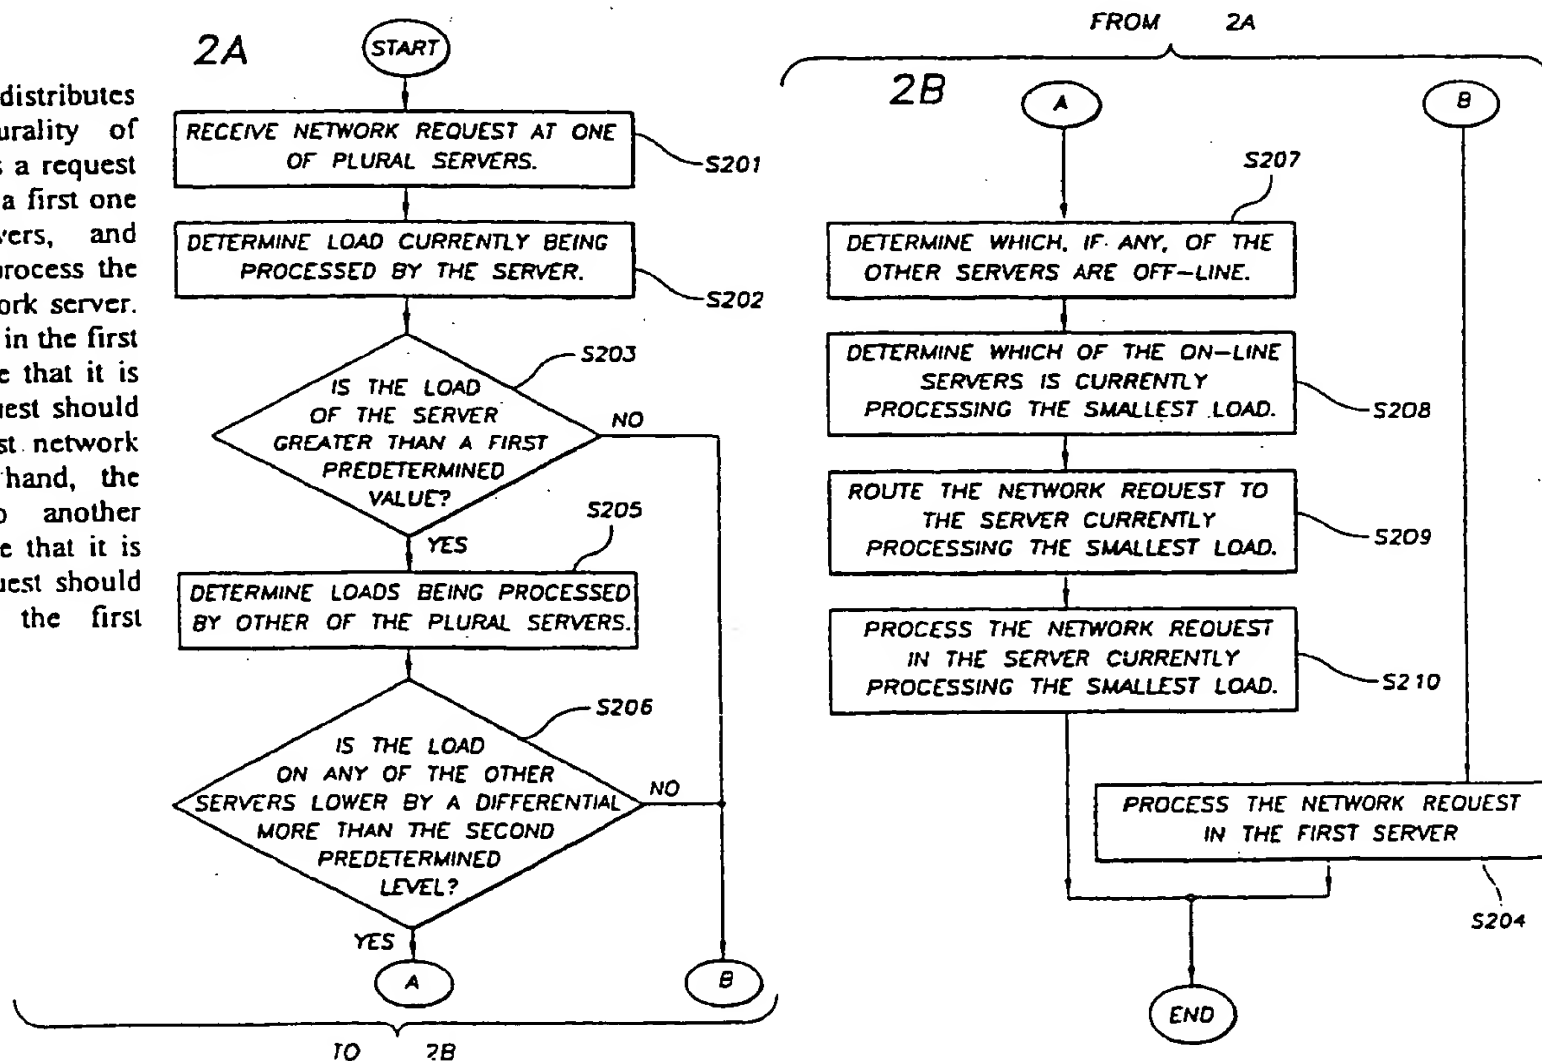 distributes
urality of
s a request
a first one
vers, and
process the
ork server.
in the first
e that it is
uest should
st network
hand, the
o another
e that it is
uest should
the first
2A
START
RECEIVE NETWORK REQUEST AT ONE
OF PLURAL SERVERS.
S201
DETERMINE LOAD CURRENTLY BEING
PROCESSED BY THE SERVER.
S202
S203
IS THE LOAD
OF THE SERVER
GREATER THAN A FIRST
PREDETERMINED
VALUE?
NO
YES
S205
DETERMINE LOADS BEING PROCESSED
BY OTHER OF THE PLURAL SERVERS.
S206
IS THE LOAD
ON ANY OF THE OTHER
SERVERS LOWER BY A DIFFERENTIAL
MORE THAN THE SECOND
PREDETERMINED
LEVEL?
NO
YES
A
B
TO 2B
FROM 2A
2B
A
B
S207
DETERMINE WHICH, IF ANY, OF THE
OTHER SERVERS ARE OFF-LINE.
DETERMINE WHICH OF THE ON-LINE
SERVERS IS CURRENTLY
PROCESSING THE SMALLEST LOAD.
S208
ROUTE THE NETWORK REQUEST TO
THE SERVER CURRENTLY
PROCESSING THE SMALLEST LOAD.
S209
PROCESS THE NETWORK REQUEST
IN THE SERVER CURRENTLY
PROCESSING THE SMALLEST LOAD.
S210
PROCESS THE NETWORK REQUEST
IN THE FIRST SERVER
S204
END